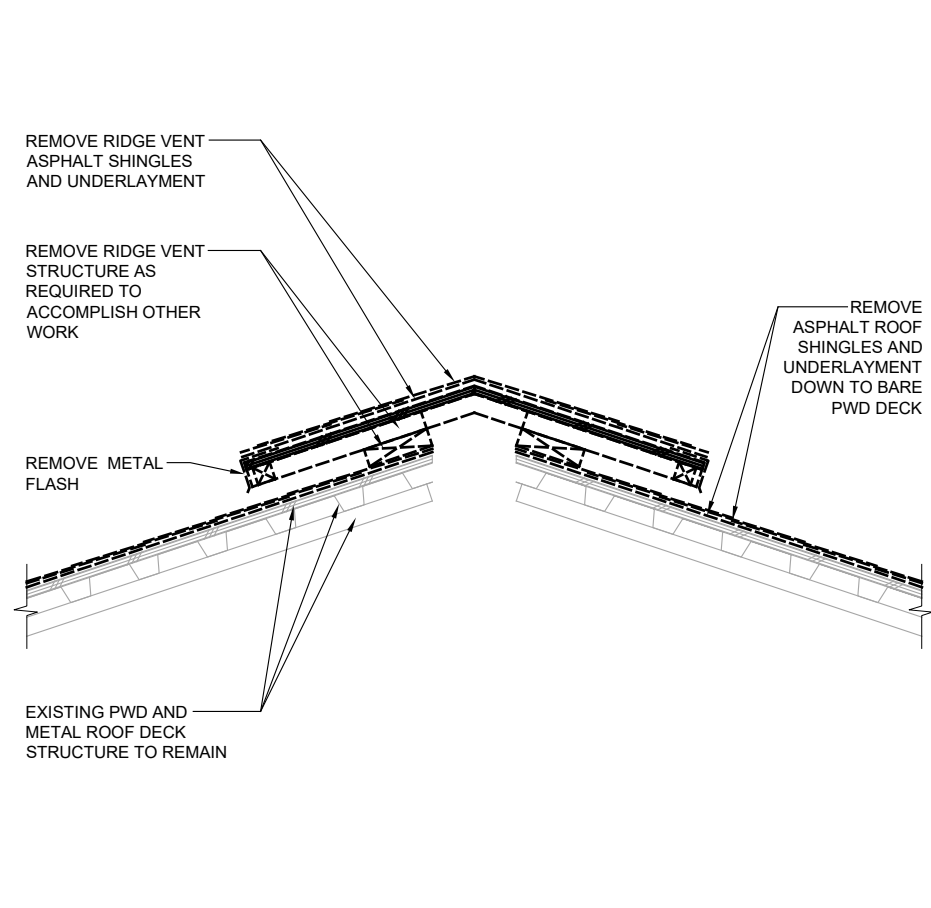 REMOVE RIDGE VENT
ASPHALT SHINGLES
AND UNDERLAYMENT
REMOVE RIDGE VENT
STRUCTURE AS
REQUIRED TO
ACCOMPLISH OTHER
WORK
REMOVE
ASPHALT ROOF
SHINGLES AND
UNDERLAYMENT
DOWN TO BARE
PWD DECK
REMOVE METAL
FLASH
EXISTING PWD AND
METAL ROOF DECK
STRUCTURE TO REMAIN